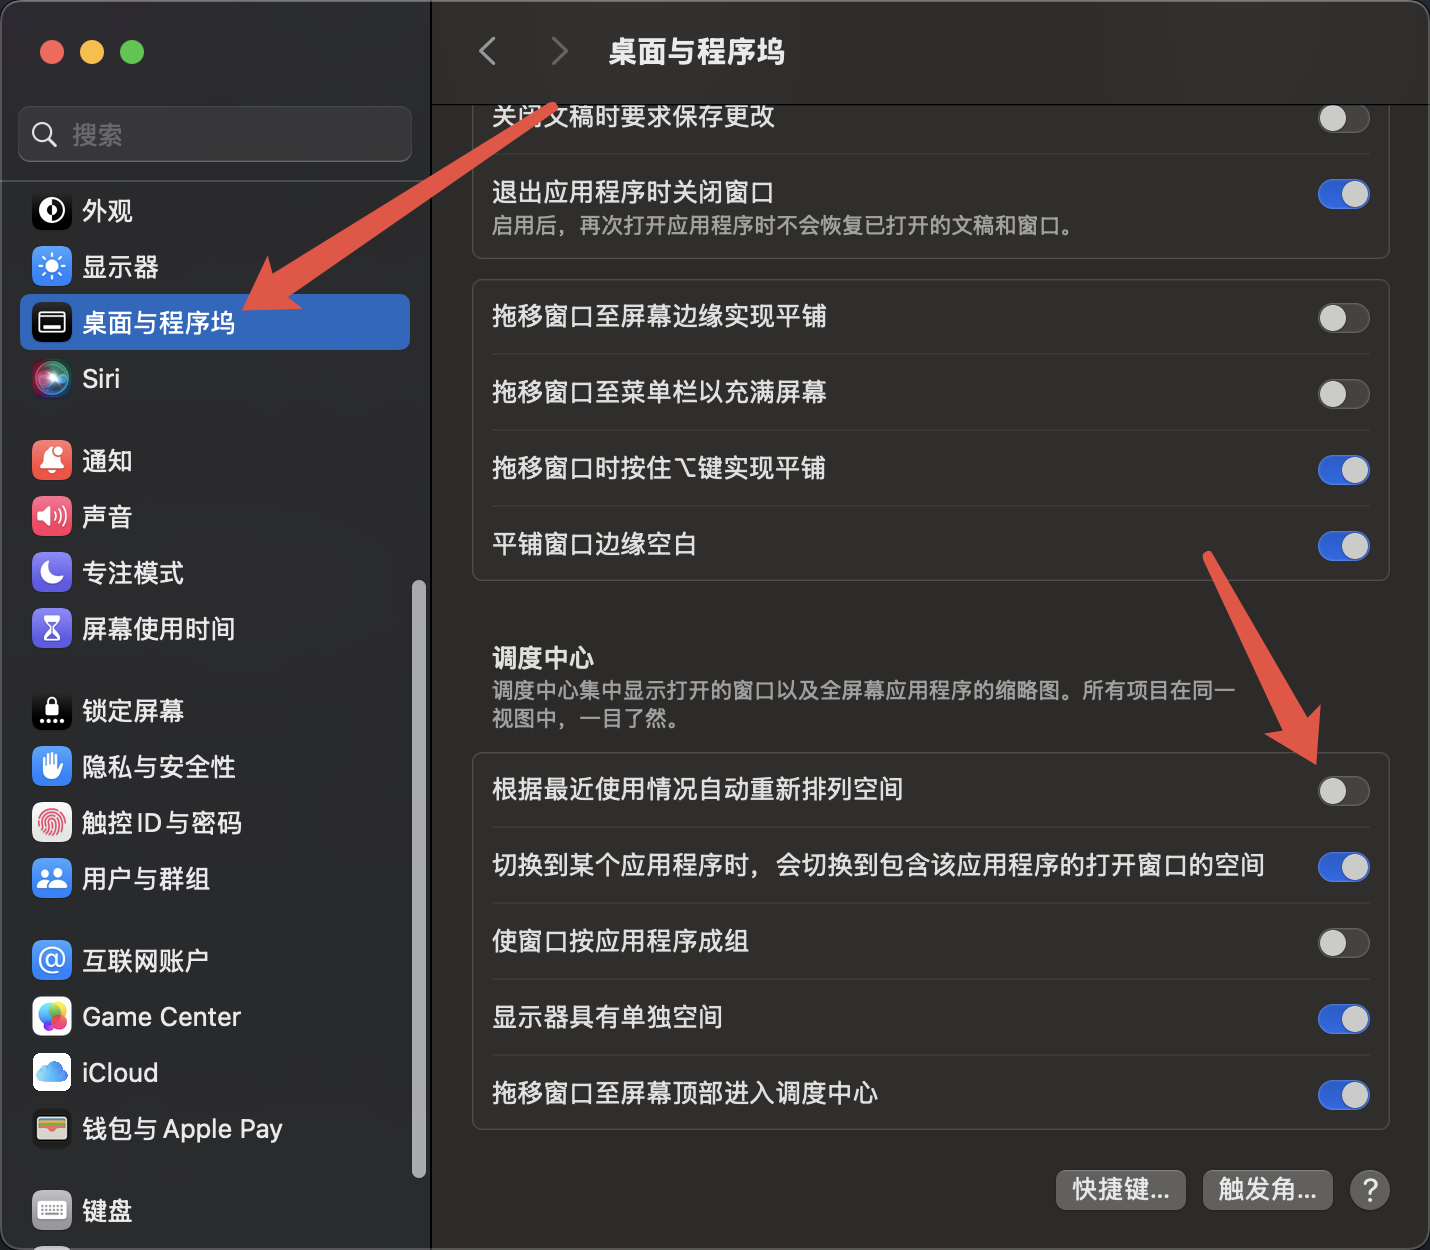 桌面与程序坞
搜索
外观
显示器
桌面与程序坞
Siri
通知
声音
专注模式
屏幕使用时间
锁定屏幕
隐私与安全性
触控 ID 与密码
用户与群组
互联网账户
Game Center
iCloud
钱包与 Apple Pay
键盘
关闭文稿时要求保存更改
退出应用程序时关闭窗口
启用后，再次打开应用程序时不会恢复已打开的文稿和窗口。
拖移窗口至屏幕边缘实现平铺
拖移窗口至菜单栏以充满屏幕
拖移窗口时按住⌥键实现平铺
平铺窗口边缘空白
调度中心
调度中心集中显示打开的窗口以及全屏幕应用程序的缩略图。所有项目在同一
视图中，一目了然。
根据最近使用情况自动重新排列空间
切换到某个应用程序时，会切换到包含该应用程序的打开窗口的空间
使窗口按应用程序成组
显示器具有单独空间
拖移窗口至屏幕顶部进入调度中心
快捷键...
触发角...
?